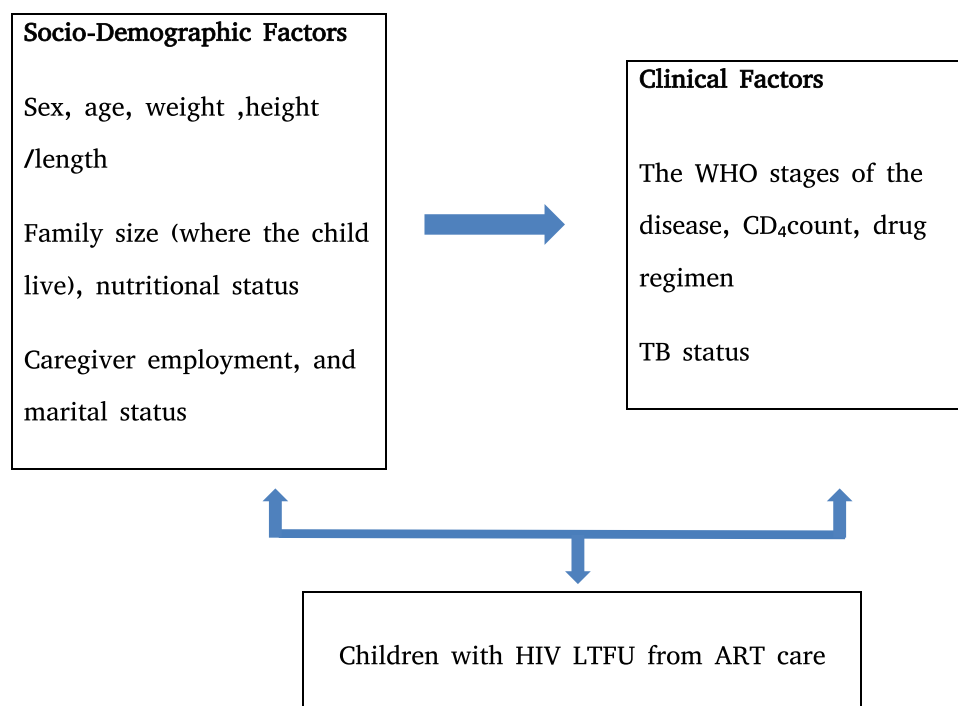 Socio-Demographic Factors
Sex, age, weight ,height
/length
Family size (where the child
live), nutritional status
Caregiver employment, and
marital status
Clinical Factors
The WHO stages of the
disease, CD₄count, drug
regimen
TB status
Children with HIV LTFU from ART care